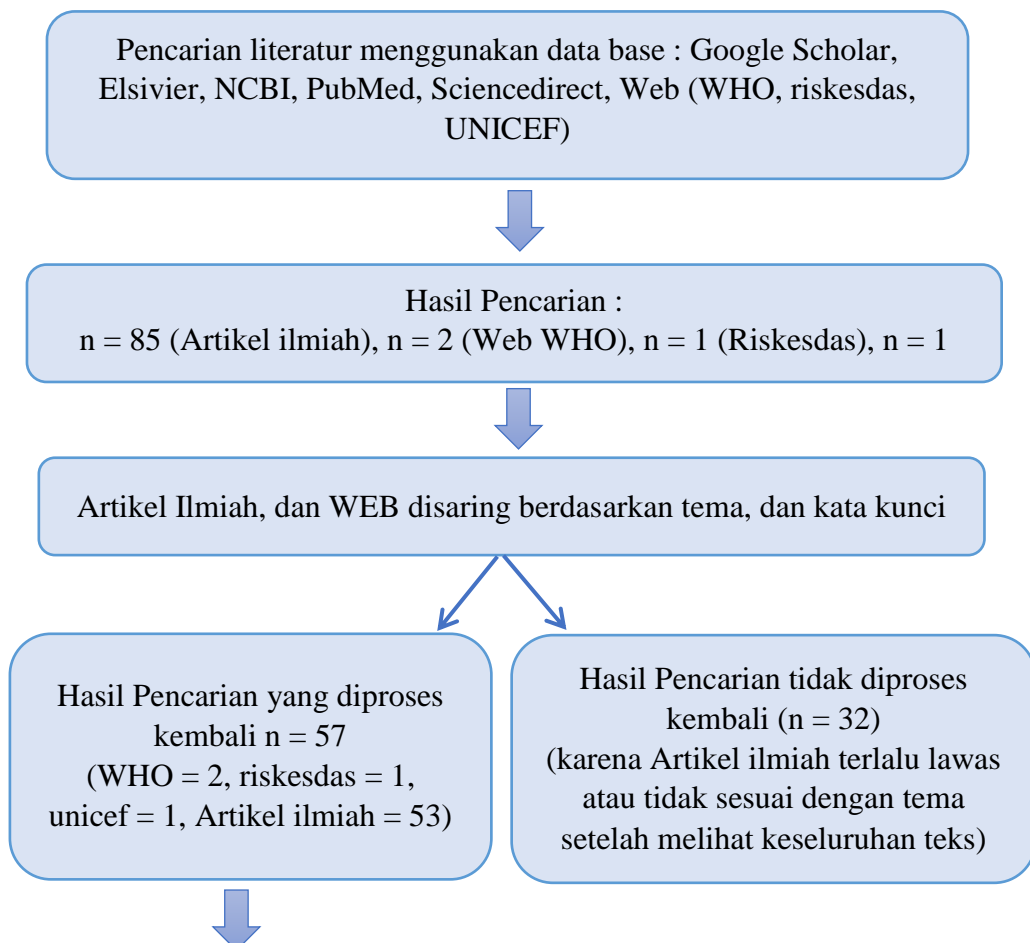 Pencarian literatur menggunakan data base : Google Scholar,
Elsivier, NCBI, PubMed, Sciencedirect, Web (WHO, riskesdas,
UNICEF)
Hasil Pencarian :
n = 85 (Artikel ilmiah), n = 2 (Web WHO), n = 1 (Riskesdas), n = 1
Artikel Ilmiah, dan WEB disaring berdasarkan tema, dan kata kunci
Hasil Pencarian yang diproses
kembali n = 57
(WHO = 2, riskesdas = 1,
unicef = 1, Artikel ilmiah = 53)
Hasil Pencarian tidak diproses
kembali (n = 32)
(karena Artikel ilmiah terlalu lawas
atau tidak sesuai dengan tema
setelah melihat keseluruhan teks)